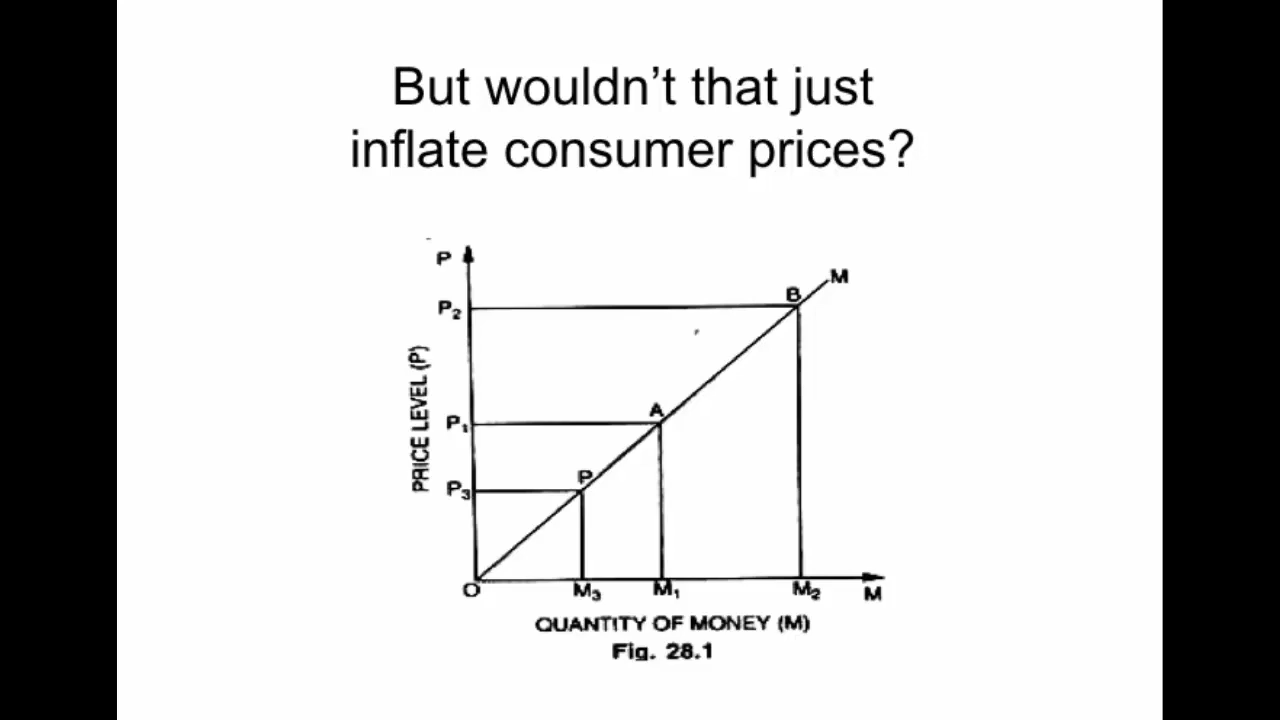 But wouldn't that just
inflate consumer prices?
P
P₂
B
M
PRICE LEVEL (P)
P₁
A
P₃
P
O
M₃
M₁
M₂
M
QUANTITY OF MONEY (M)
Fig. 28.1